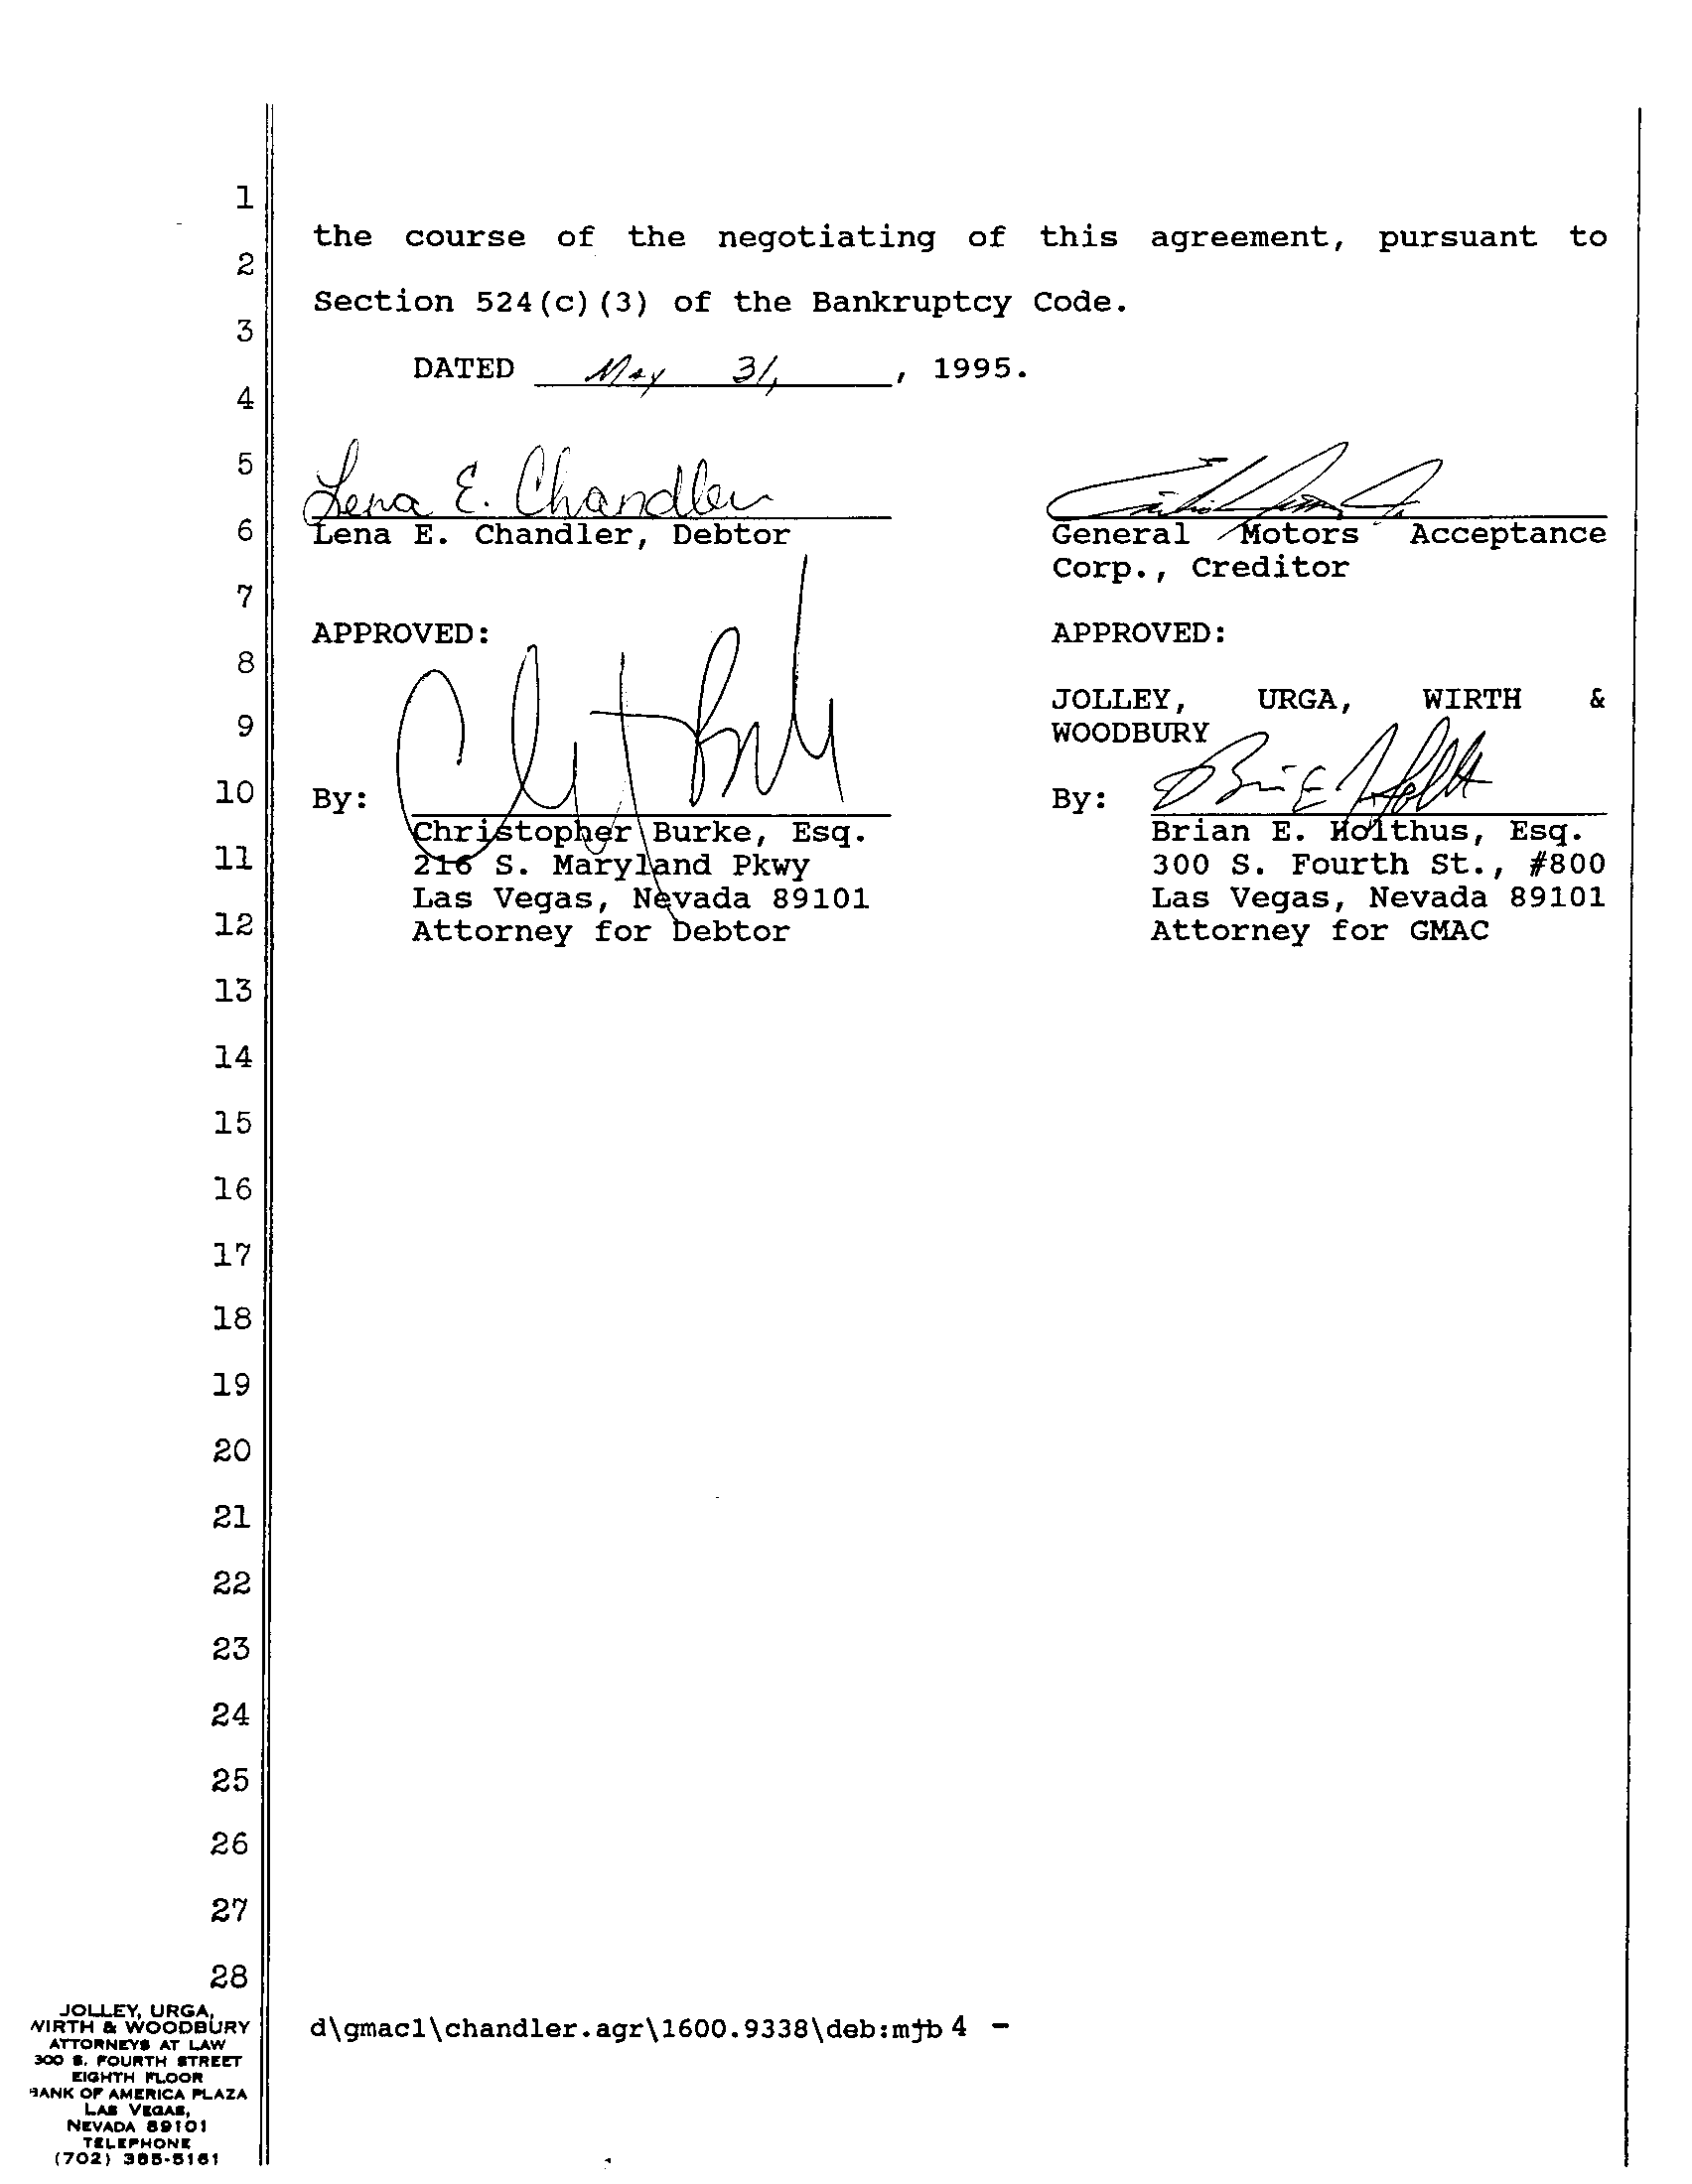 1
the course of the negotiating of this agreement, pursuant to
2
Section 524(c)(3) of the Bankruptcy Code.
3
DATED May 31, , 1995.
4
5
Lena E. Chandler
6 Lena E. Chandler, Debtor
General Motors Acceptance
Corp., Creditor
7
APPROVED:
APPROVED:
8
JOLLEY, URGA, WIRTH &
9
WOODBURY
Brian E Holthus
10 By:
By:
Christopher Burke, Esq.
Brian E. Holthus, Esq.
11 216 S. Maryland Pkwy
300 S. Fourth St., #800
Las Vegas, Nevada 89101
Las Vegas, Nevada 89101
12 Attorney for Debtor
Attorney for GMAC
13
14
15
16
17
18
19
20
21
22
23
24
25
26
27
28
JOLLEY, URGA,
WIRTH & WOODBURY
ATTORNEYS AT LAW
300 S. FOURTH STREET
EIGHTH FLOOR
BANK OF AMERICA PLAZA
LAS VEGAS,
NEVADA 89101
TELEPHONE
(702) 385-5161
d\gmac1\chandler.agr\1600.9338\deb:mjb 4 -